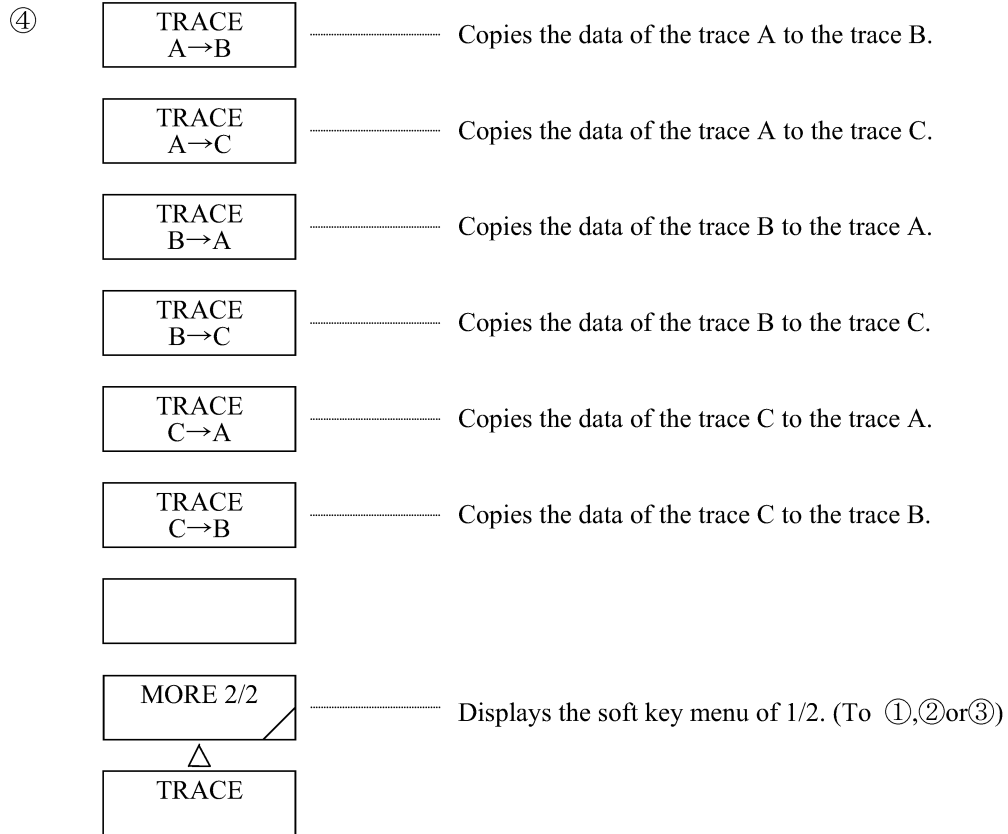 ④
TRACE
A→B
Copies the data of the trace A to the trace B.
TRACE
A→C
Copies the data of the trace A to the trace C.
TRACE
B→A
Copies the data of the trace B to the trace A.
TRACE
B→C
Copies the data of the trace B to the trace C.
TRACE
C→A
Copies the data of the trace C to the trace A.
TRACE
C→B
Copies the data of the trace C to the trace B.
MORE 2/2
Displays the soft key menu of 1/2. (To ①,②or③)
TRACE